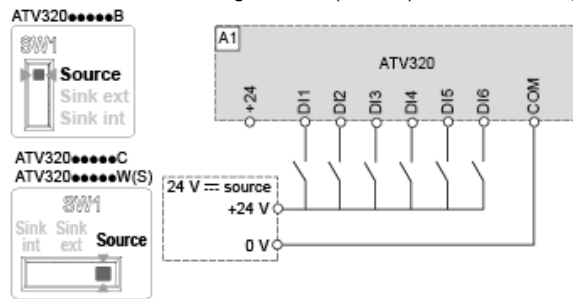 ATV320●●●●●B
SW1
Source
Sink ext
Sink int
ATV320●●●●●C
ATV320●●●●●W(S)
SW1
Sink int
Sink ext
Source
A1
ATV320
+24
DI1
DI2
DI3
DI4
DI5
DI6
COM
24 V ⎓ source
+24 V
0 V